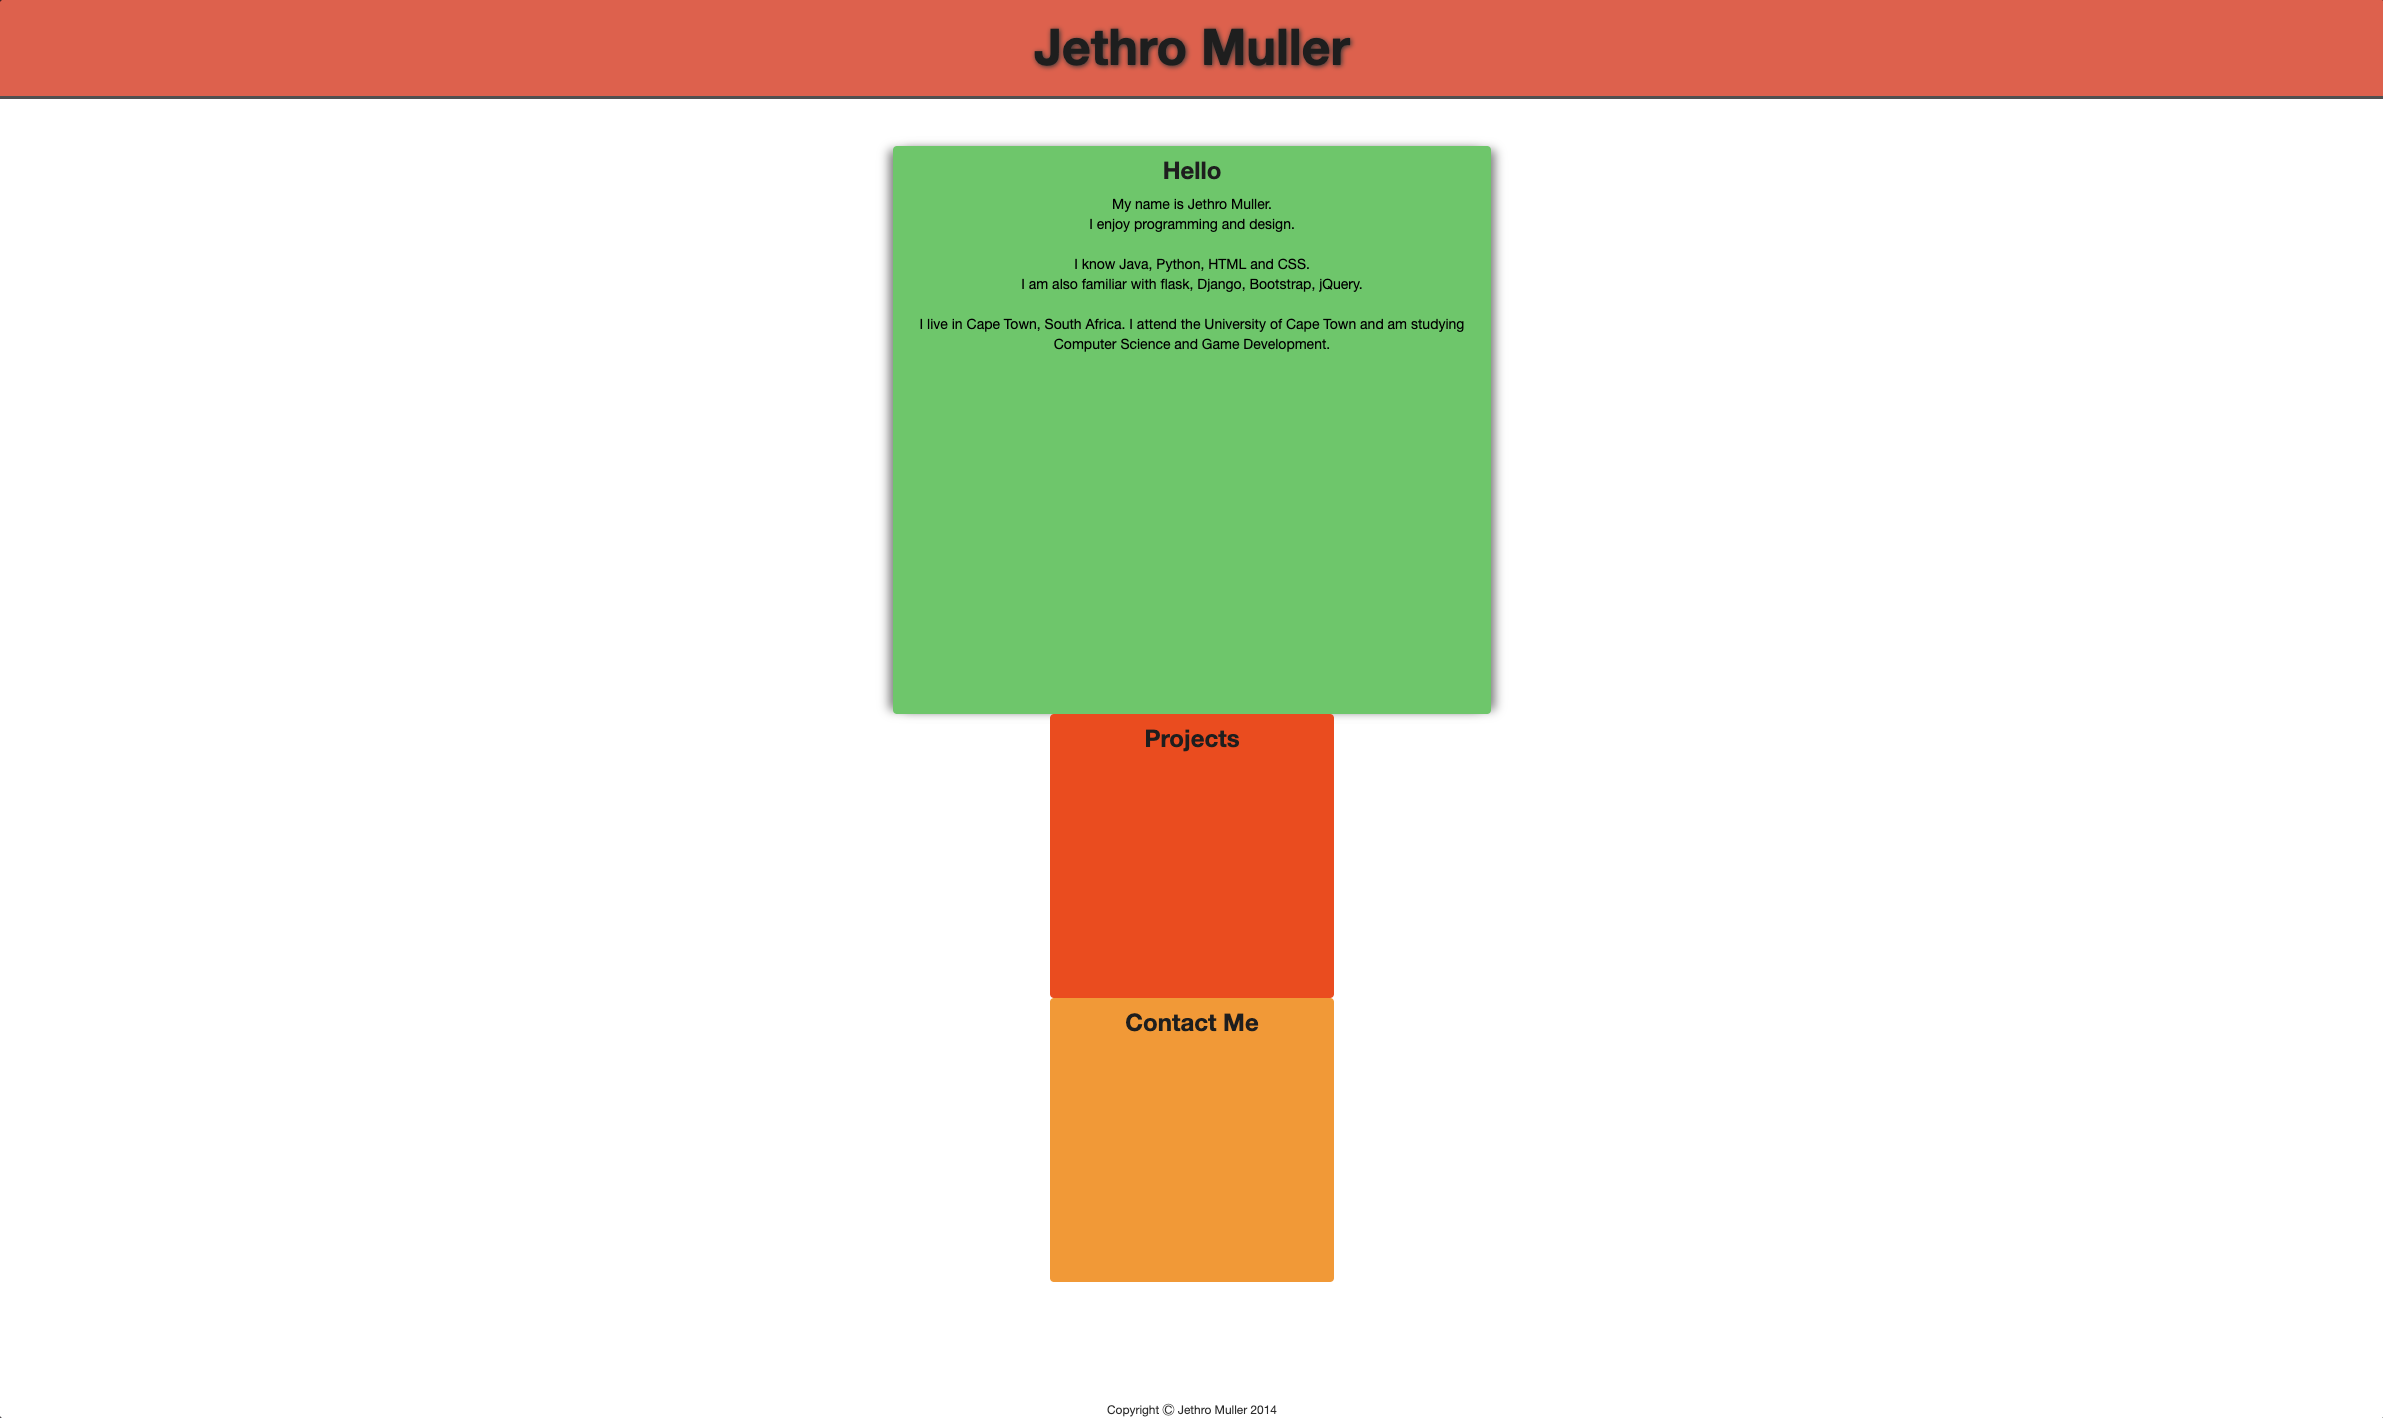 Jethro Muller
Hello
My name is Jethro Muller.
I enjoy programming and design.
I know Java, Python, HTML and CSS.
I am also familiar with flask, Django, Bootstrap, jQuery.
I live in Cape Town, South Africa. I attend the University of Cape Town and am studying
Computer Science and Game Development.
Projects
Contact Me
Copyright © Jethro Muller 2014